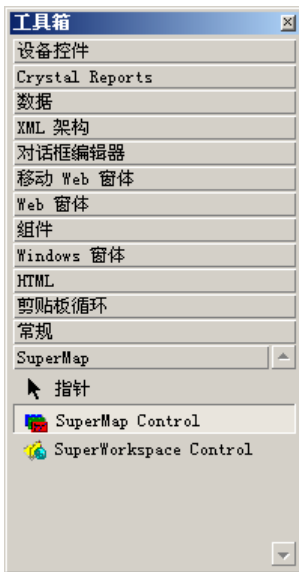 工具箱
设备控件
Crystal Reports
数据
XML 架构
对话框编辑器
移动 Web 窗体
Web 窗体
组件
Windows 窗体
HTML
剪贴板循环
常规
SuperMap
指针
SuperMap Control
SuperWorkspace Control